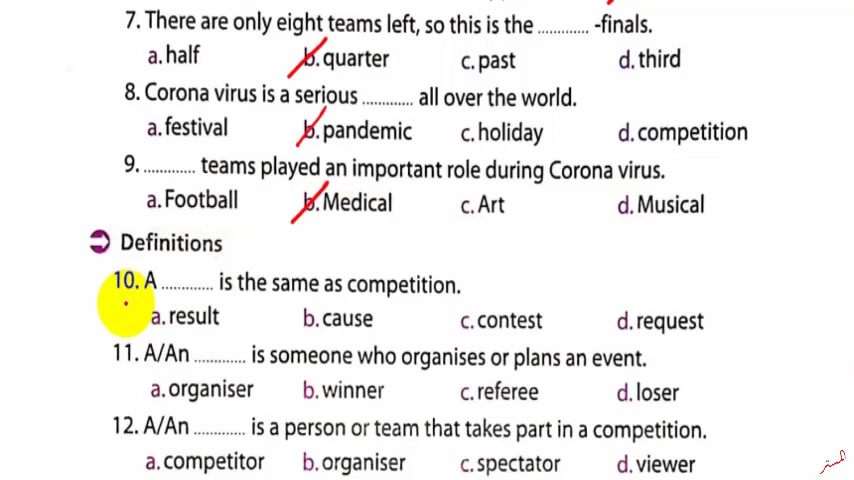 7. There are only eight teams left, so this is the ............. -finals.
a. half b. quarter c. past d. third
8. Corona virus is a serious ............. all over the world.
a. festival b. pandemic c. holiday d. competition
9. ............. teams played an important role during Corona virus.
a. Football b. Medical c. Art d. Musical
Definitions
10. A ............. is the same as competition.
a. result b. cause c. contest d. request
11. A/An ............. is someone who organises or plans an event.
a. organiser b. winner c. referee d. loser
12. A/An ............. is a person or team that takes part in a competition.
a. competitor b. organiser c. spectator d. viewer